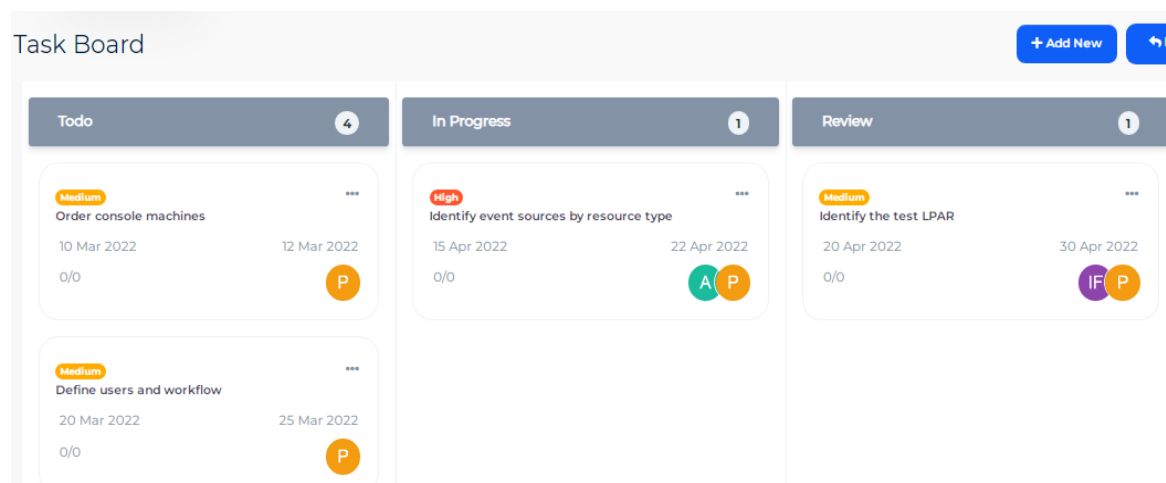 Task Board
+ Add New
Todo 4
Medium
Order console machines
10 Mar 2022 12 Mar 2022
0/0 P
Medium
Define users and workflow
20 Mar 2022 25 Mar 2022
0/0 P
In Progress 1
High
Identify event sources by resource type
15 Apr 2022 22 Apr 2022
0/0 A P
Review 1
Medium
Identify the test LPAR
20 Apr 2022 30 Apr 2022
0/0 IF P